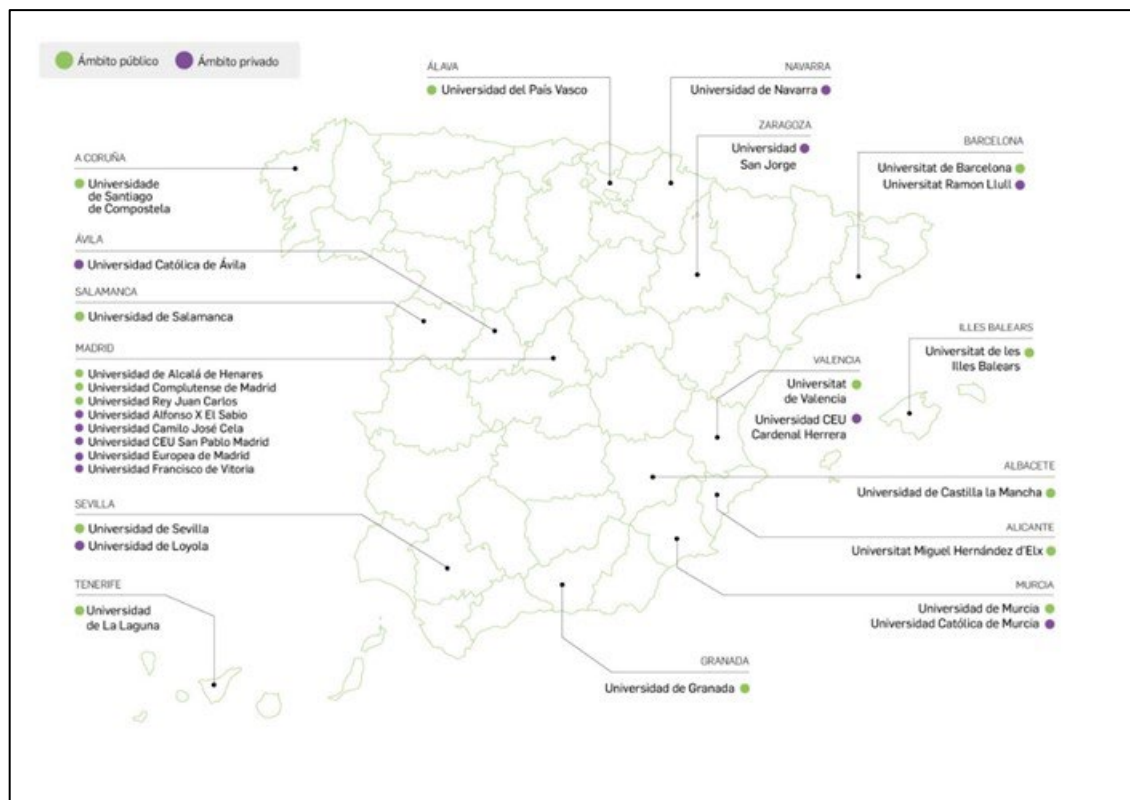 Ámbito público Ámbito privado
ÁLAVA
Universidad del País Vasco
NAVARRA
Universidad de Navarra
ZARAGOZA
Universidad
San Jorge
BARCELONA
Universitat de Barcelona
Universitat Ramon Llull
A CORUÑA
Universidade
de Santiago
de Compostela
ÁVILA
Universidad Católica de Ávila
SALAMANCA
Universidad de Salamanca
MADRID
Universidad de Alcalá de Henares
Universidad Complutense de Madrid
Universidad Rey Juan Carlos
Universidad Alfonso X El Sabio
Universidad Camilo José Cela
Universidad CEU San Pablo Madrid
Universidad Europea de Madrid
Universidad Francisco de Vitoria
SEVILLA
Universidad de Sevilla
Universidad de Loyola
TENERIFE
Universidad
de La Laguna
ILLES BALEARS
Universitat de les
Illes Balears
VALENCIA
Universitat
de Valencia
Universidad CEU
Cardenal Herrera
ALBACETE
Universidad de Castilla la Mancha
ALICANTE
Universitat Miguel Hernández d'Elx
MURCIA
Universidad de Murcia
Universidad Católica de Murcia
GRANADA
Universidad de Granada